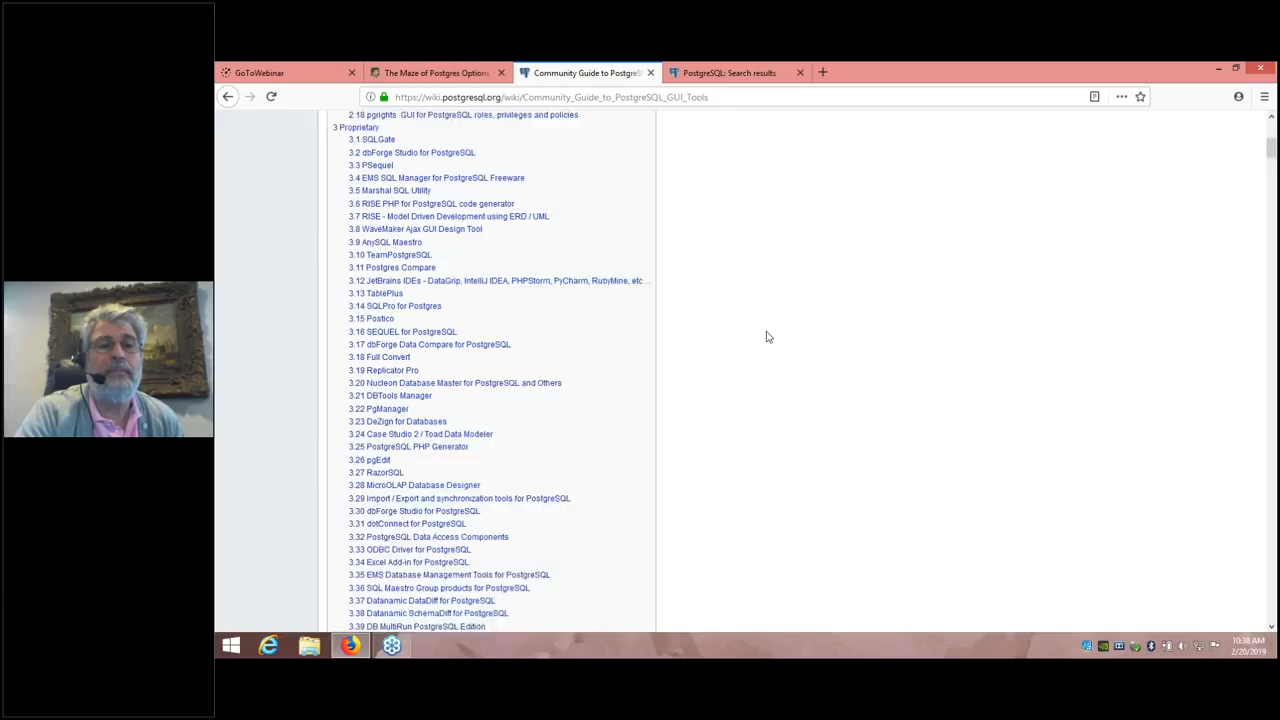 GoToWebinar
The Maze of Postgres Options
Community Guide to PostgreS
PostgreSQL: Search results
https://wiki.postgresql.org/wiki/Community_Guide_to_PostgreSQL_GUI_Tools
2.18 pgrights GUI for PostgreSQL roles, privileges and policies
3 Proprietary
3.1 SQLGate
3.2 dbForge Studio for PostgreSQL
3.3 PSequel
3.4 EMS SQL Manager for PostgreSQL Freeware
3.5 Marshal SQL Utility
3.6 RISE PHP for PostgreSQL code generator
3.7 RISE - Model Driven Development using ERD / UML
3.8 WaveMaker Ajax GUI Design Tool
3.9 AnySQL Maestro
3.10 TeamPostgreSQL
3.11 Postgres Compare
3.12 JetBrains IDEs - DataGrip, IntelliJ IDEA, PHPStorm, PyCharm, RubyMine, etc ...
3.13 TablePlus
3.14 SQLPro for Postgres
3.15 Postico
3.16 SEQUEL for PostgreSQL
3.17 dbForge Data Compare for PostgreSQL
3.18 Full Convert
3.19 Replicator Pro
3.20 Nucleon Database Master for PostgreSQL and Others
3.21 DBTools Manager
3.22 PgManager
3.23 DeZign for Databases
3.24 Case Studio 2 / Toad Data Modeler
3.25 PostgreSQL PHP Generator
3.26 pgEdit
3.27 RazorSQL
3.28 MicroOLAP Database Designer
3.29 Import / Export and synchronization tools for PostgreSQL
3.30 dbForge Studio for PostgreSQL
3.31 dotConnect for PostgreSQL
3.32 PostgreSQL Data Access Components
3.33 ODBC Driver for PostgreSQL
3.34 Excel Add-in for PostgreSQL
3.35 EMS Database Management Tools for PostgreSQL
3.36 SQL Maestro Group products for PostgreSQL
3.37 Datanamic DataDiff for PostgreSQL
3.38 Datanamic SchemaDiff for PostgreSQL
3.39 DB MultiRun PostgreSQL Edition
10:38 AM
2/20/2019